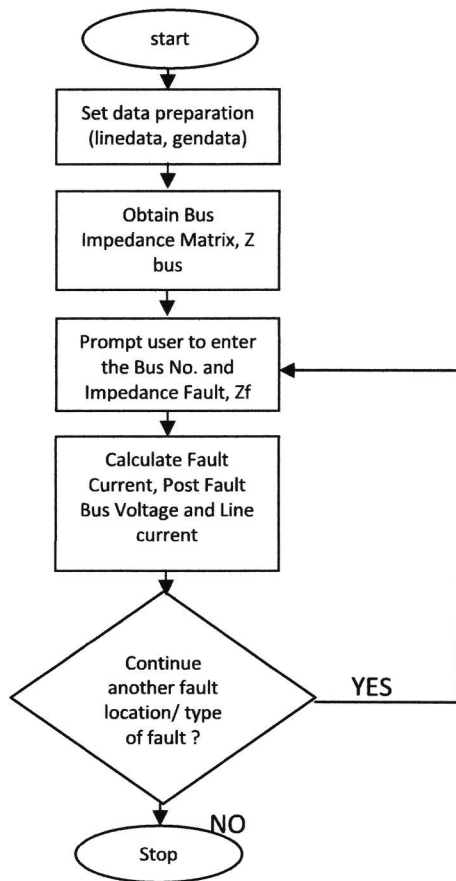 start
Set data preparation
(linedata, gendata)
Obtain Bus
Impedance Matrix, Z
bus
Prompt user to enter
the Bus No. and
Impedance Fault, Zf
Calculate Fault
Current, Post Fault
Bus Voltage and Line
current
Continue
another fault
location/ type
of fault ?
YES
NO
Stop